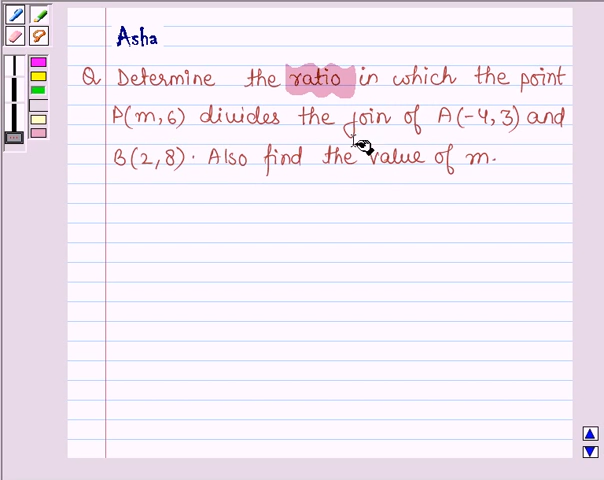 Asha
Q Determine the ratio in which the point
P(m,6) divides the join of A(-4,3) and
B(2,8). Also find the value of m.